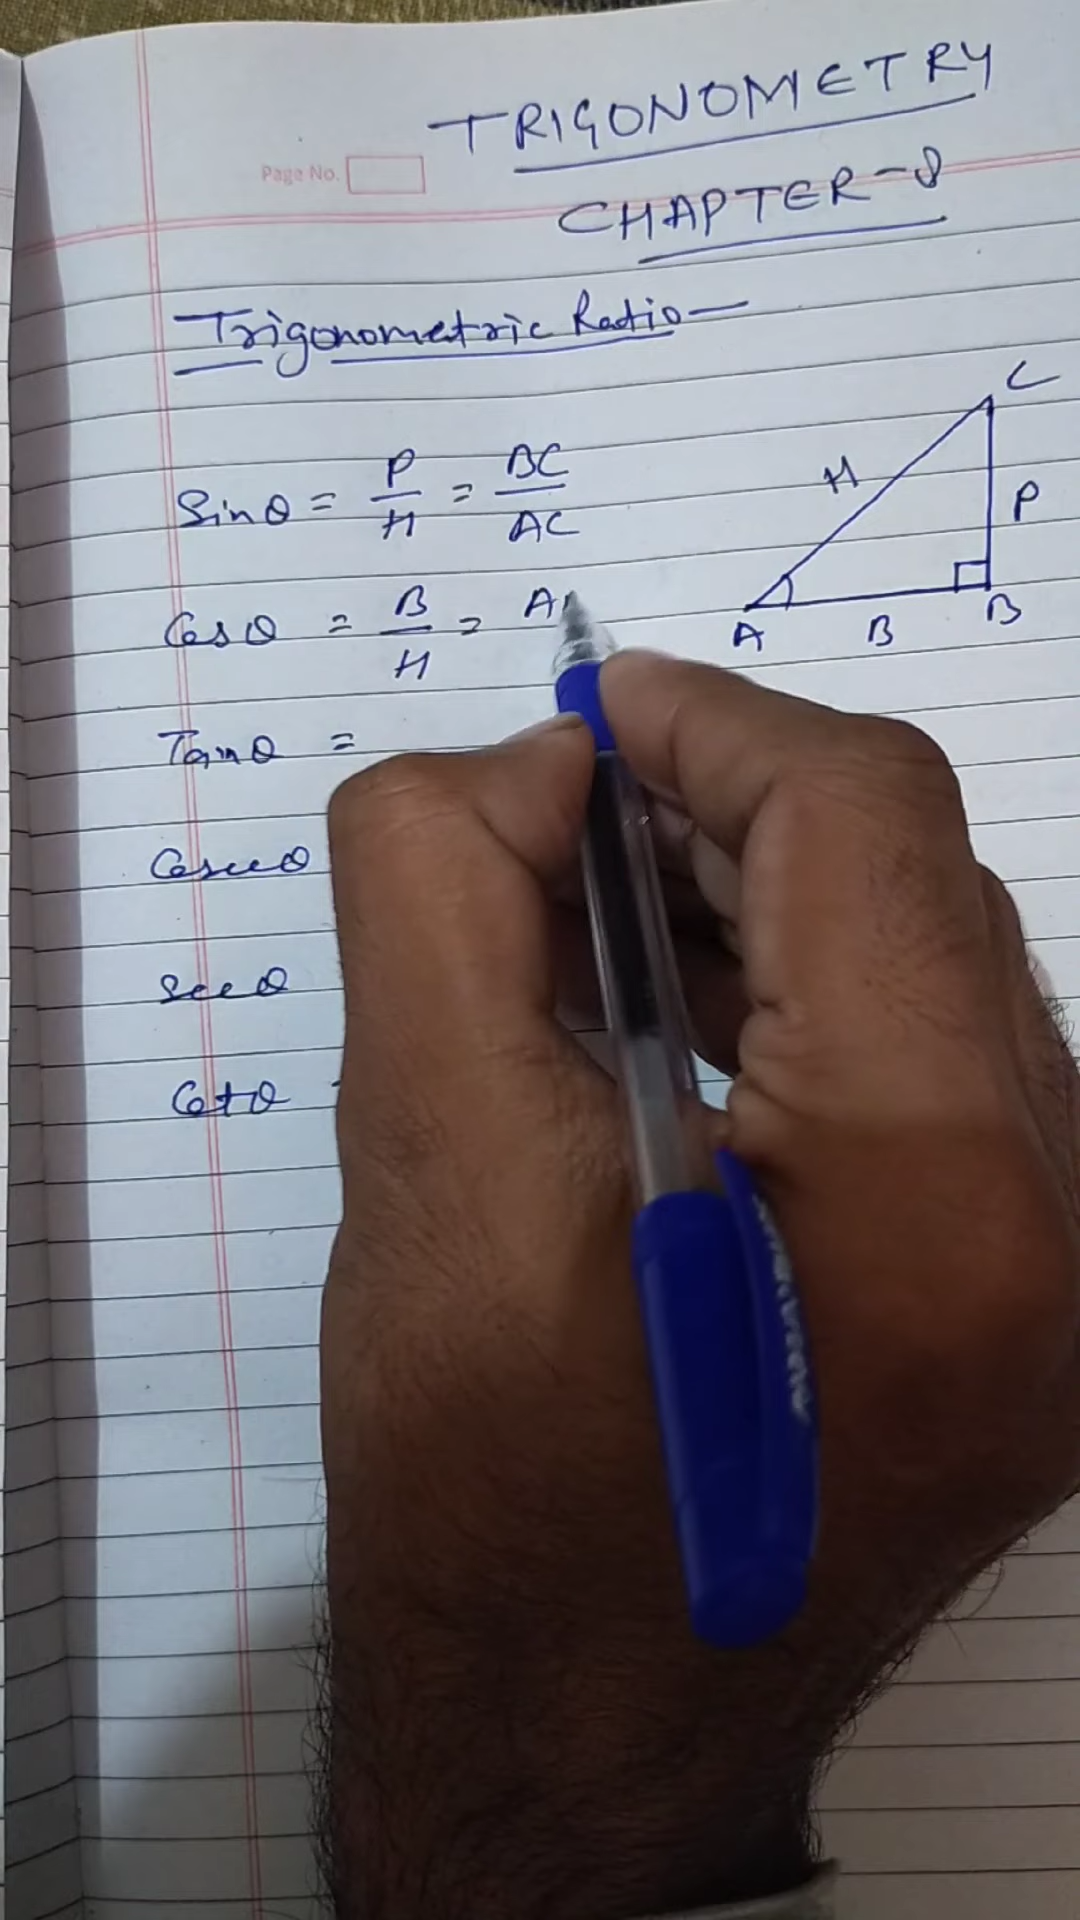 TRIGONOMETRY
Page No.
CHAPTER-8
Trigonometric Ratio-
Sinθ = P/H = BC/AC
Cosθ = B/H = A
Tanθ =
Cosecθ
Secθ
Cotθ
C
H
P
A
B
B